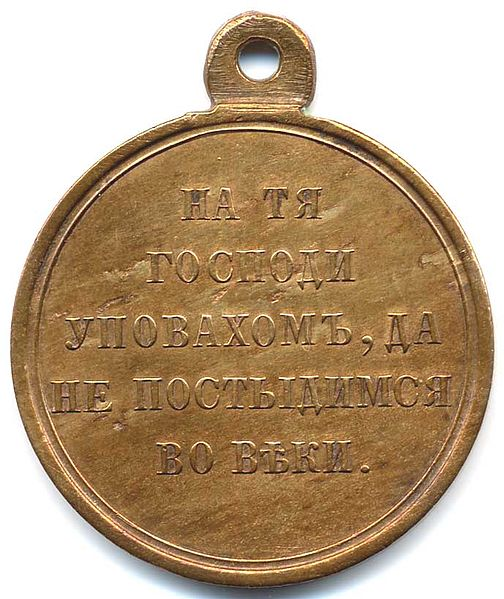 НА ТЯ
ГОСПОДИ
УПОВАХОМЪ, ДА
НЕ ПОСТЫДИМСЯ
ВО ВѢКИ.